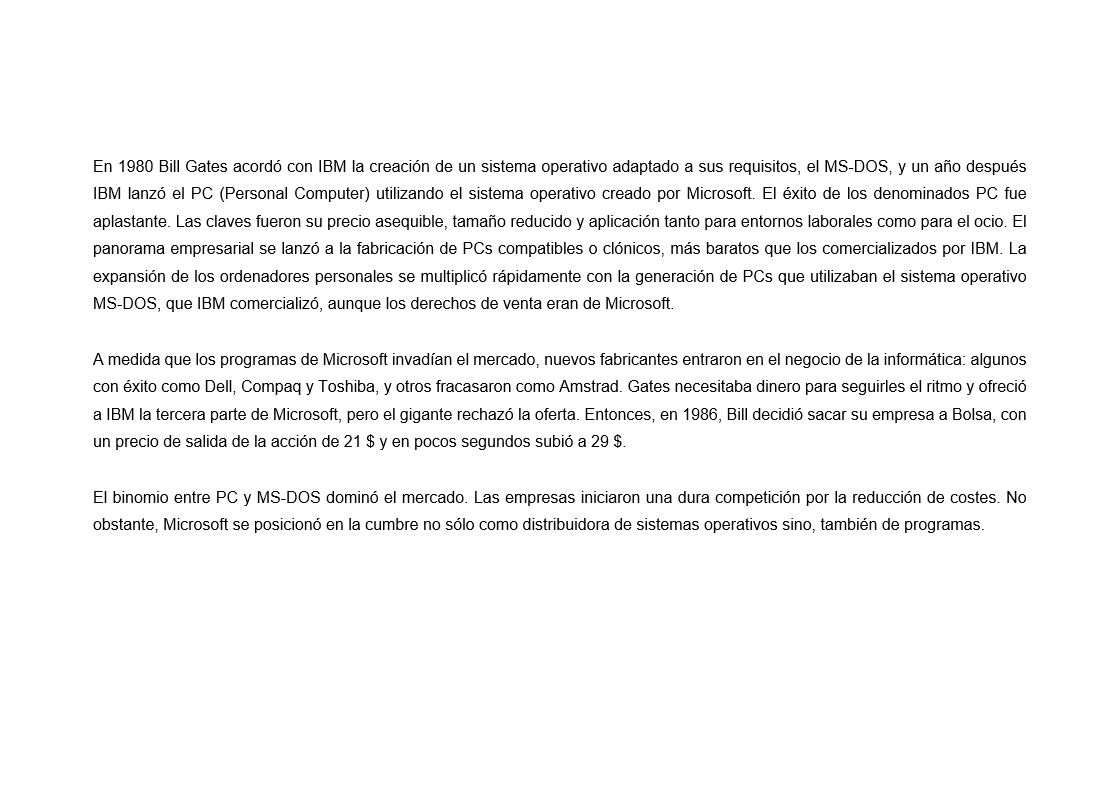 En 1980 Bill Gates acordó con IBM la creación de un sistema operativo adaptado a sus requisitos, el MS-DOS, y un año después
IBM lanzó el PC (Personal Computer) utilizando el sistema operativo creado por Microsoft. El éxito de los denominados PC fue
aplastante. Las claves fueron su precio asequible, tamaño reducido y aplicación tanto para entornos laborales como para el ocio. El
panorama empresarial se lanzó a la fabricación de PCs compatibles o clónicos, más baratos que los comercializados por IBM. La
expansión de los ordenadores personales se multiplicó rápidamente con la generación de PCs que utilizaban el sistema operativo
MS-DOS, que IBM comercializó, aunque los derechos de venta eran de Microsoft.
A medida que los programas de Microsoft invadían el mercado, nuevos fabricantes entraron en el negocio de la informática: algunos
con éxito como Dell, Compaq y Toshiba, y otros fracasaron como Amstrad. Gates necesitaba dinero para seguirles el ritmo y ofreció
a IBM la tercera parte de Microsoft, pero el gigante rechazó la oferta. Entonces, en 1986, Bill decidió sacar su empresa a Bolsa, con
un precio de salida de la acción de 21 $ y en pocos segundos subió a 29 $.
El binomio entre PC y MS-DOS dominó el mercado. Las empresas iniciaron una dura competición por la reducción de costes. No
obstante, Microsoft se posicionó en la cumbre no sólo como distribuidora de sistemas operativos sino, también de programas.